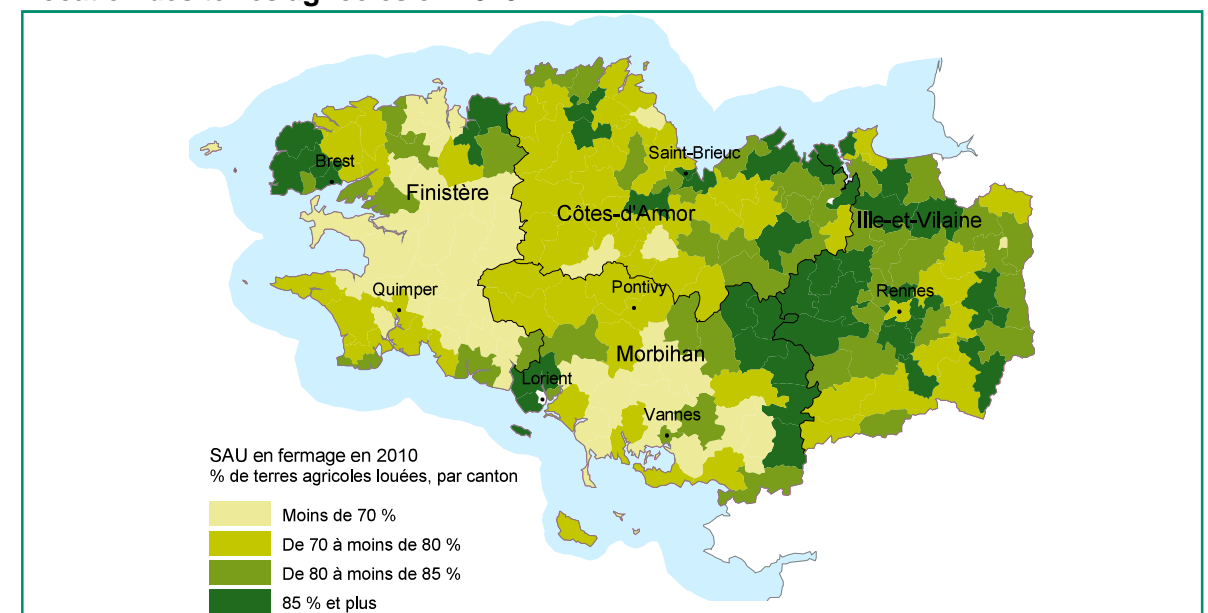 Saint-Brieuc
Brest
Finistère
Côtes-d'Armor
Ille-et-Vilaine
Quimper
Pontivy
Rennes
Morbihan
Lorient
Vannes
SAU en fermage en 2010
% de terres agricoles louées, par canton
Moins de 70 %
De 70 à moins de 80 %
De 80 à moins de 85 %
85 % et plus